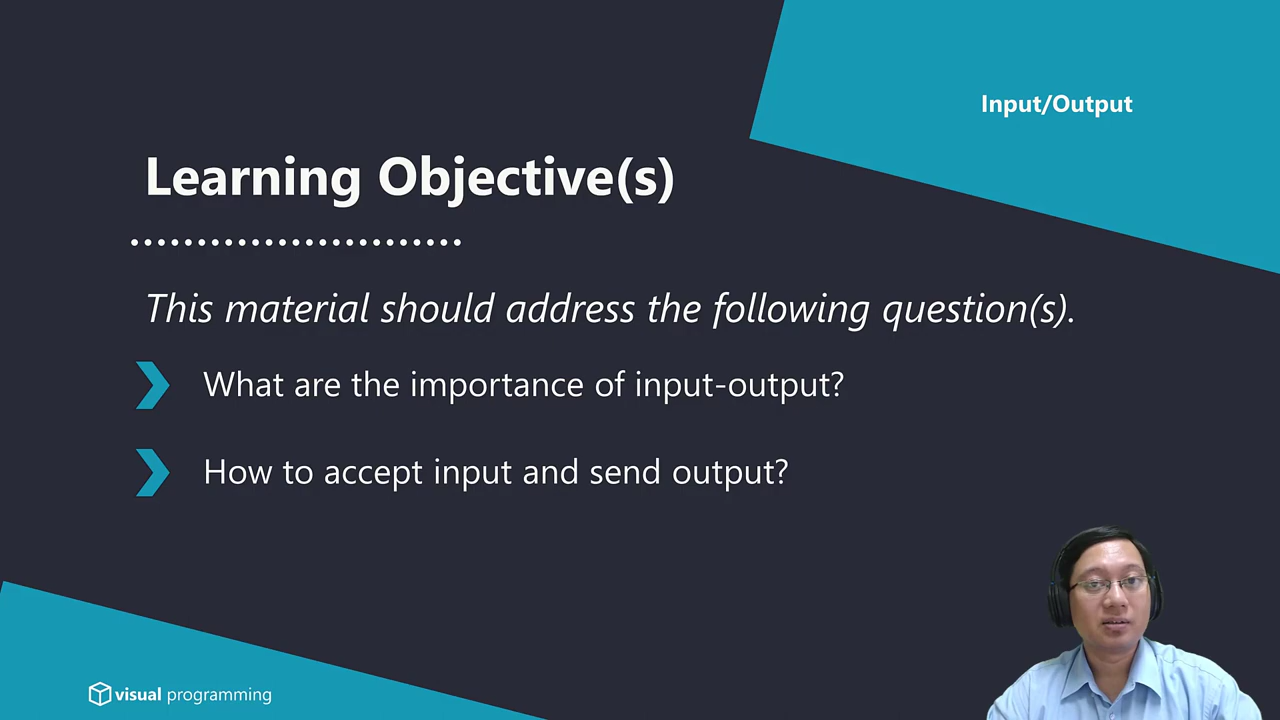 Input/Output
Learning Objective(s)
This material should address the following question(s).
What are the importance of input-output?
How to accept input and send output?
visual programming